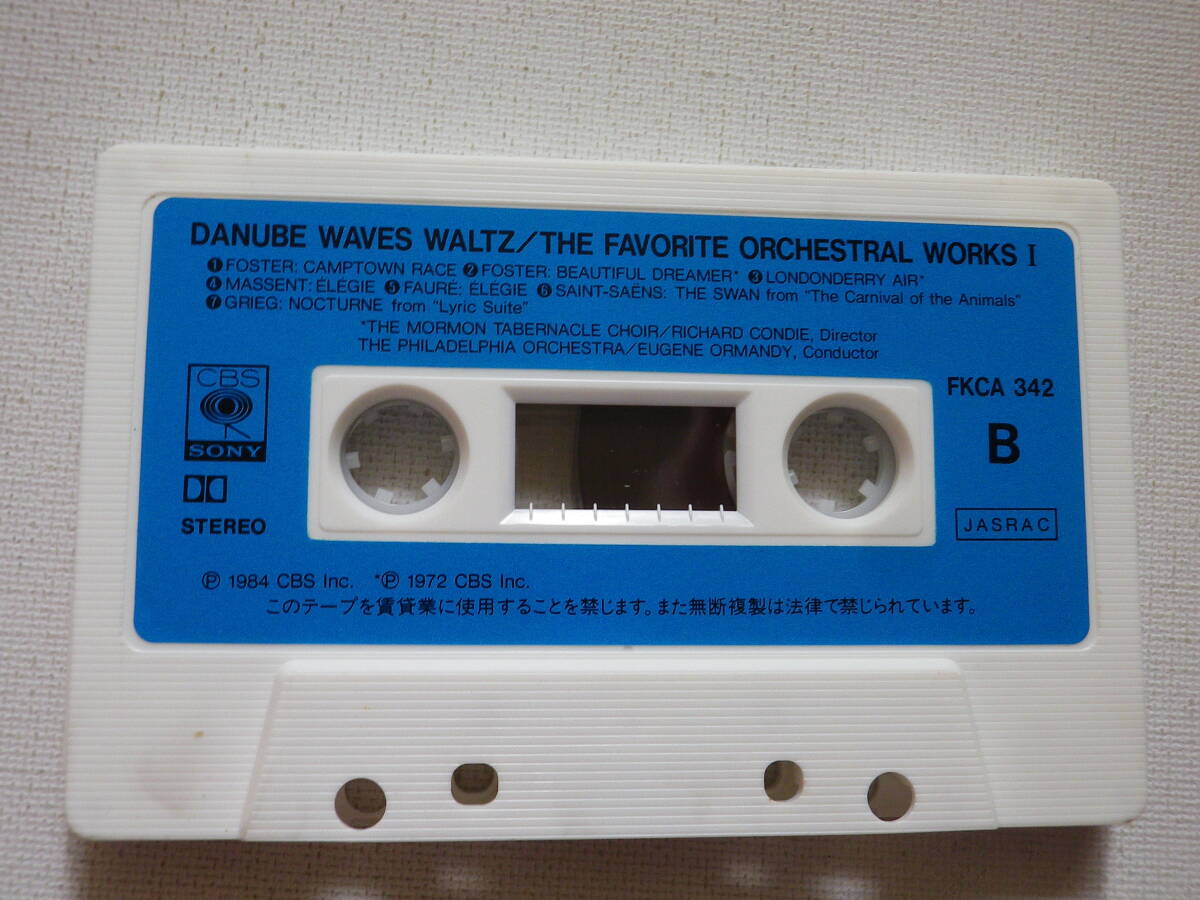 DANUBE WAVES WALTZ/THE FAVORITE ORCHESTRAL WORKS I
❶FOSTER: CAMPTOWN RACE ❷FOSTER: BEAUTIFUL DREAMER* ❸LONDONDERRY AIR*
❹MASSENT: ÉLÉGIE ❺FAURÉ: ÉLÉGIE ❻SAINT-SAËNS: THE SWAN from "The Carnival of the Animals"
❼GRIEG: NOCTURNE from "Lyric Suite"
*THE MORMON TABERNACLE CHOIR/RICHARD CONDIE, Director
THE PHILADELPHIA ORCHESTRA/EUGENE ORMANDY, Conductor
CBS
SONY
STEREO
FKCA 342
B
JASRAC
Ⓟ 1984 CBS Inc. *Ⓟ 1972 CBS Inc.
このテープを賃貸業に使用することを禁じます。また無断複製は法律で禁じられています。